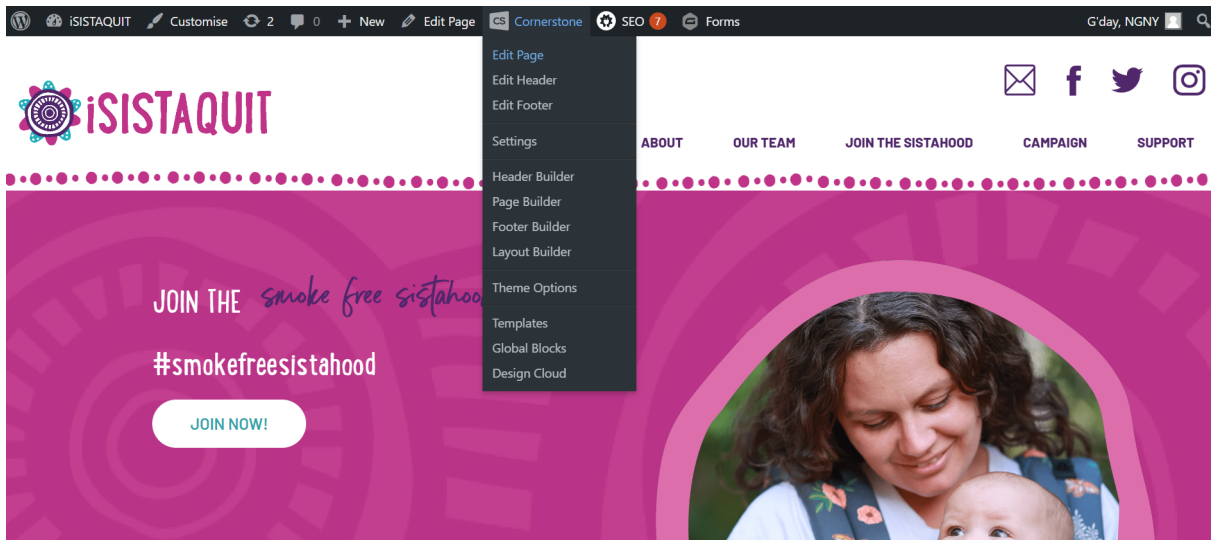 iSISTAQUIT Customise 2 0 New Edit Page CS Cornerstone SEO 7 Forms G'day, NGNY
Edit Page
Edit Header
Edit Footer
Settings
Header Builder
Page Builder
Footer Builder
Layout Builder
Theme Options
Templates
Global Blocks
Design Cloud
iSISTAQUIT
ABOUT OUR TEAM JOIN THE SISTAHOOD CAMPAIGN SUPPORT
JOIN THE smoke free sistahoo
#smokefreesistahood
JOIN NOW!